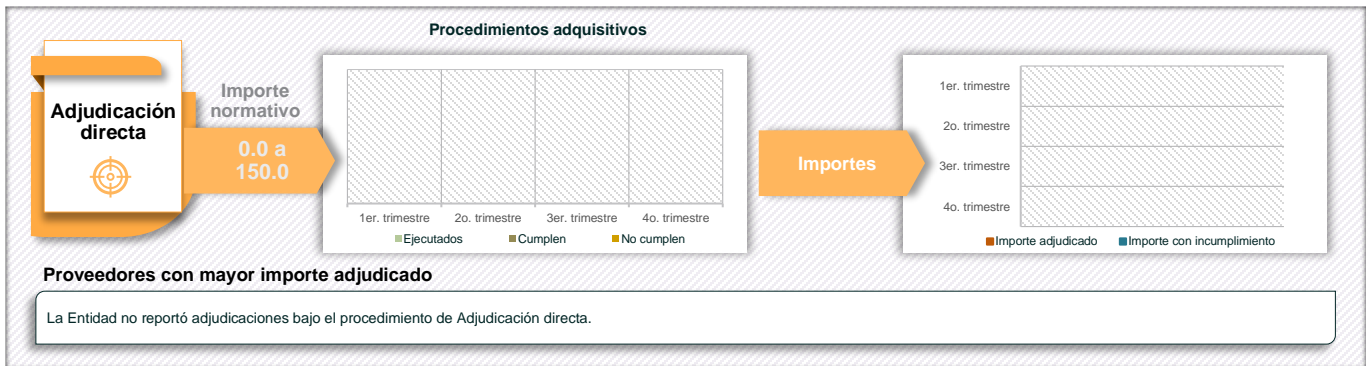 Procedimientos adquisitivos
Adjudicación
directa
Importe
normativo
0.0 a
150.0
1er. trimestre 2o. trimestre 3er. trimestre 4o. trimestre
Ejecutados Cumplen No cumplen
Importes
1er. trimestre
2o. trimestre
3er. trimestre
4o. trimestre
Importe adjudicado Importe con incumplimiento
Proveedores con mayor importe adjudicado
La Entidad no reportó adjudicaciones bajo el procedimiento de Adjudicación directa.